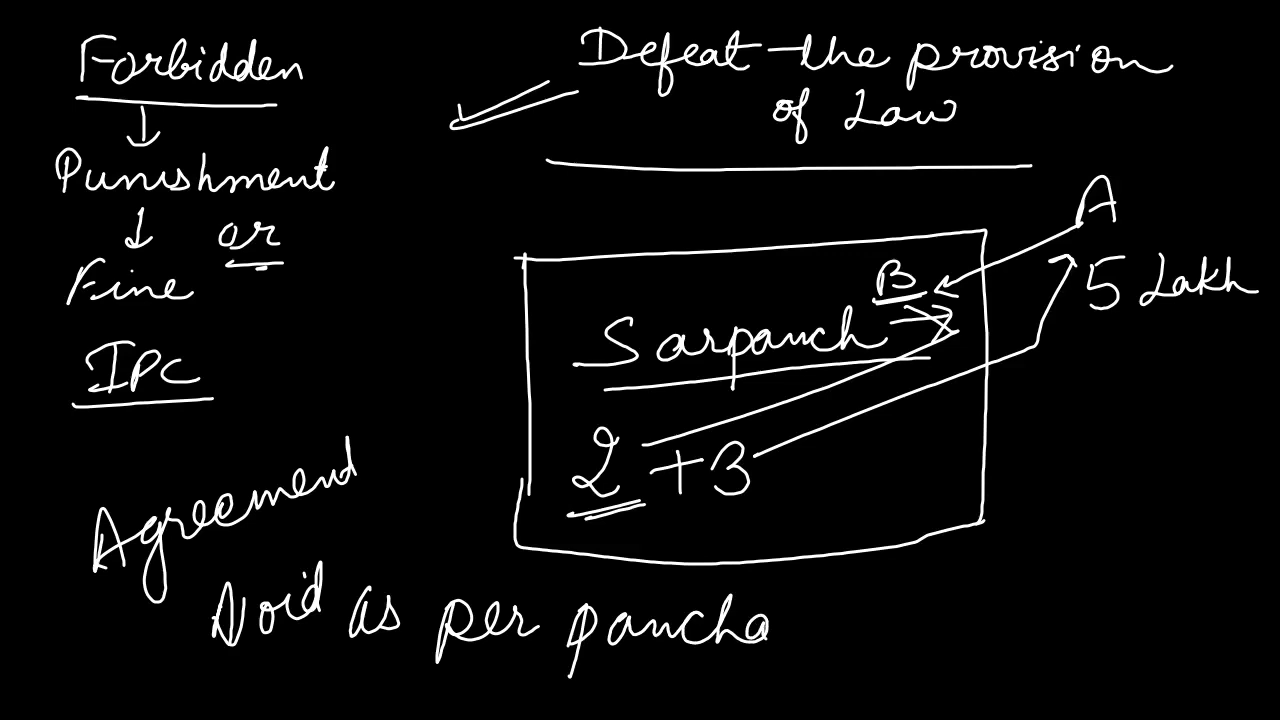 Forbidden
Punishment
or
Fine
IPC
Defeat the provision
of Law
A
5 Lakh
B
Sarpanch
2 + 3
Agreement
Void as per pancha